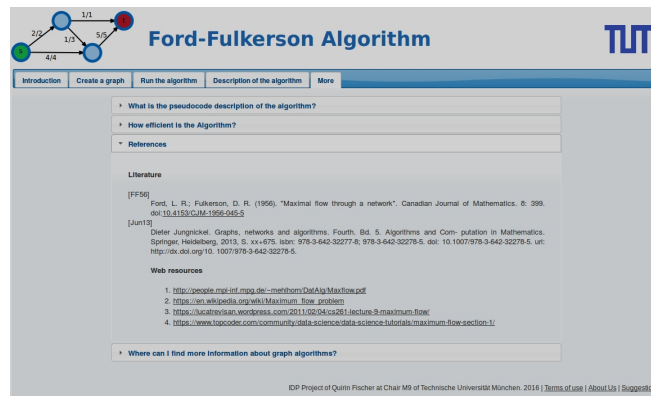 1/1
2/2
1/3
5/5
s
t
4/4
Ford-Fulkerson Algorithm
TUM
Introduction Create a graph Run the algorithm Description of the algorithm More
What is the pseudocode description of the algorithm?
How efficient is the Algorithm?
References
Literature
[FF56]
Ford, L. R.; Fulkerson, D. R. (1956). "Maximal flow through a network". Canadian Journal of Mathematics. 8: 399.
doi:10.4153/CJM-1956-045-5
[Jun13]
Dieter Jungnickel. Graphs, networks and algorithms. Fourth. Bd. 5. Algorithms and Com- putation in Mathematics.
Springer, Heidelberg, 2013, S. xx+675. isbn: 978-3-642-32277-8; 978-3-642-32278-5. doi: 10.1007/978-3-642-32278-5. url:
http://dx.doi.org/10. 1007/978-3-642-32278-5.
Web resources
1. http://people.mpi-inf.mpg.de/~mehlhorn/DatAlg/Maxflow.pdf
2. https://en.wikipedia.org/wiki/Maximum_flow_problem
3. https://lucatrevisan.wordpress.com/2011/02/04/cs261-lecture-9-maximum-flow/
4. https://www.topcoder.com/community/data-science/data-science-tutorials/maximum-flow-section-1/
Where can I find more information about graph algorithms?
IDP Project of Quirin Fischer at Chair M9 of Technische Universität München. 2016 | Terms of use | About Us | Suggestio